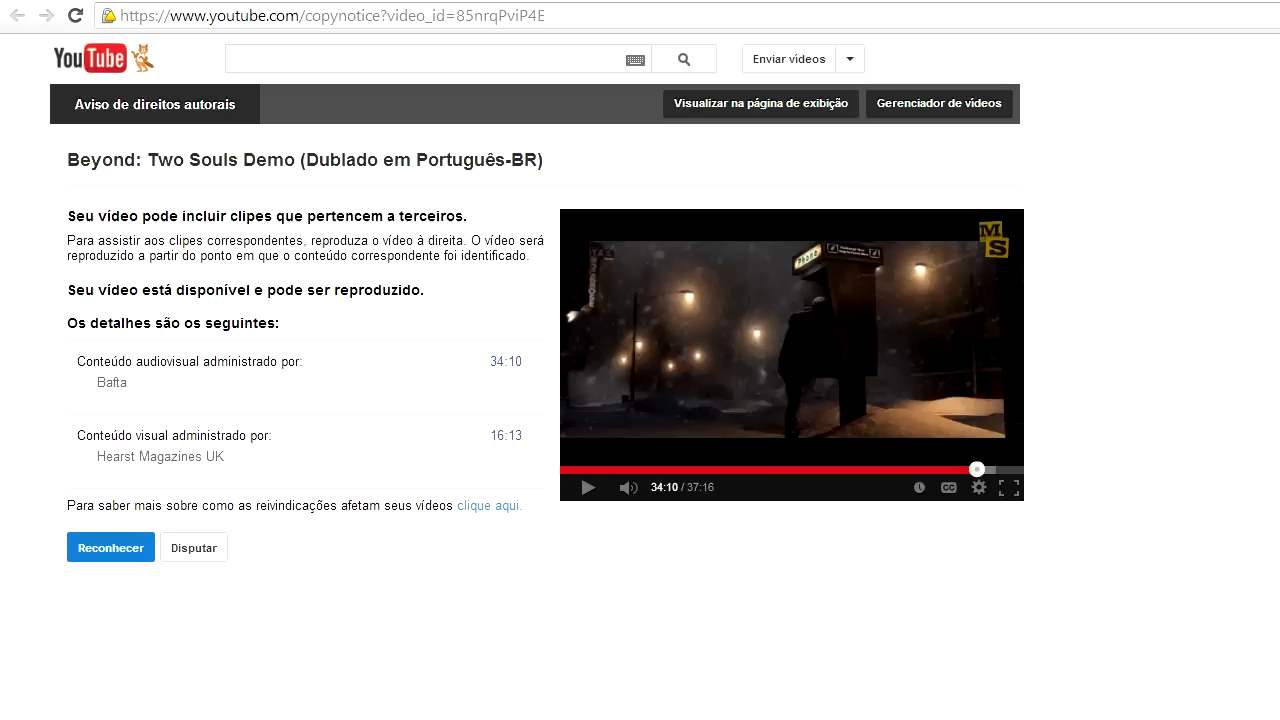 https://www.youtube.com/copynotice?video_id=85nrqPviP4E
YouTube
Enviar vídeos
Aviso de direitos autorais
Visualizar na página de exibição
Gerenciador de vídeos
Beyond: Two Souls Demo (Dublado em Português-BR)
Seu vídeo pode incluir clipes que pertencem a terceiros.
Para assistir aos clipes correspondentes, reproduza o vídeo à direita. O vídeo será
reproduzido a partir do ponto em que o conteúdo correspondente foi identificado.
Seu vídeo está disponível e pode ser reproduzido.
Os detalhes são os seguintes:
Conteúdo audiovisual administrado por: 34:10
Bafta
Conteúdo visual administrado por: 16:13
Hearst Magazines UK
Para saber mais sobre como as reivindicações afetam seus vídeos clique aqui.
Reconhecer
Disputar
M
S
Phone
34:10 / 37:16
CC